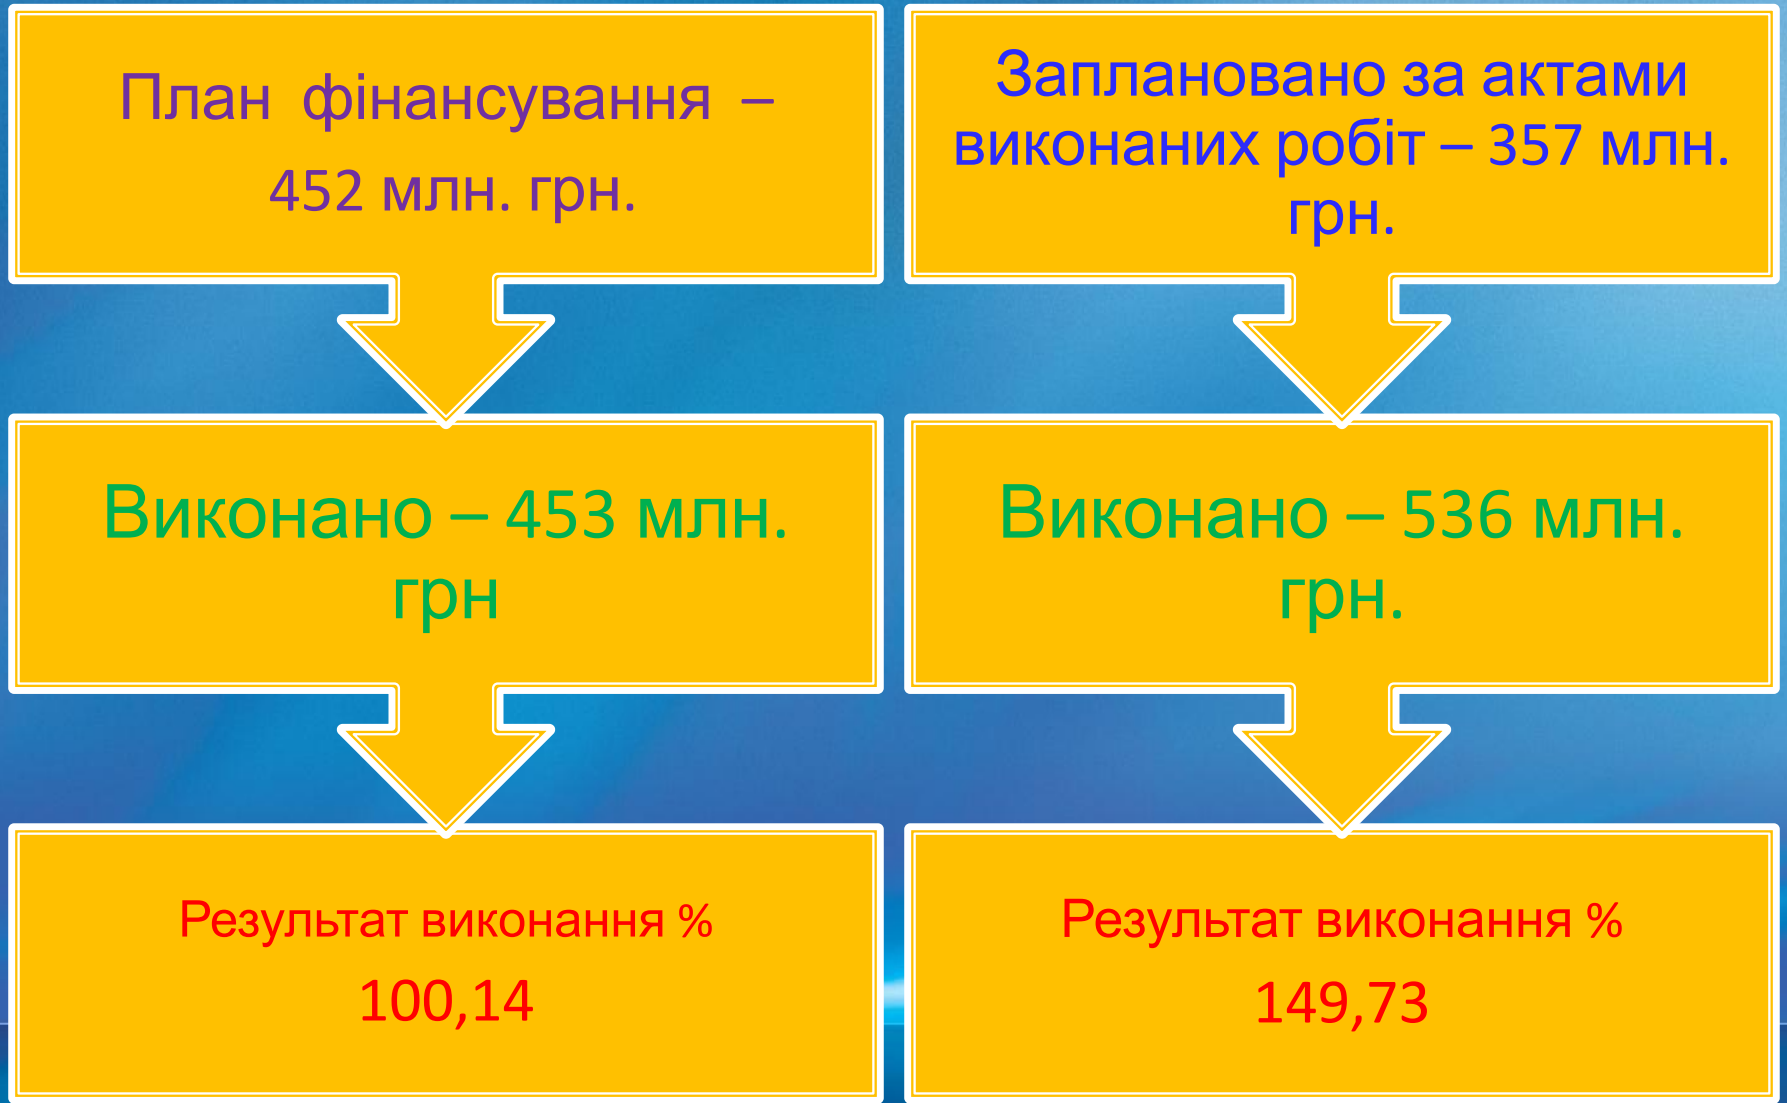 План фінансування –
452 млн. грн.
Виконано – 453 млн.
грн
Результат виконання %
100,14
Заплановано за актами
виконаних робіт – 357 млн.
грн.
Виконано – 536 млн.
грн.
Результат виконання %
149,73